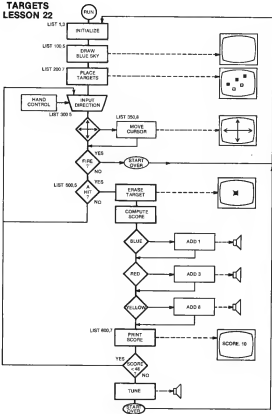 TARGETS
LESSON 22
RUN
LIST 1,3
INITIALIZE
LIST 100,5
DRAW
BLUE SKY
LIST 200,7
PLACE
TARGETS
HAND
CONTROL
INPUT
DIRECTION
LIST 300,5
LIST 350,6
MOVE
CURSOR
YES
FIRE
?
NO
START
OVER
LIST 500,5
A
HIT
?
YES
NO
ERASE
TARGET
COMPUTE
SCORE
BLUE
ADD 1
RED
ADD 3
YELLOW
ADD 8
LIST 600,7
PRINT
SCORE
SCORE, 10
YES
SCORE
< 46
?
NO
TUNE
START
OVER